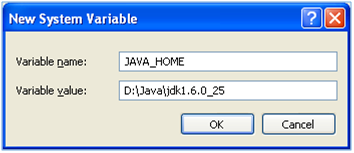 New System Variable
Variable name: JAVA_HOME
Variable value: D:\Java\jdk1.6.0_25
OK Cancel